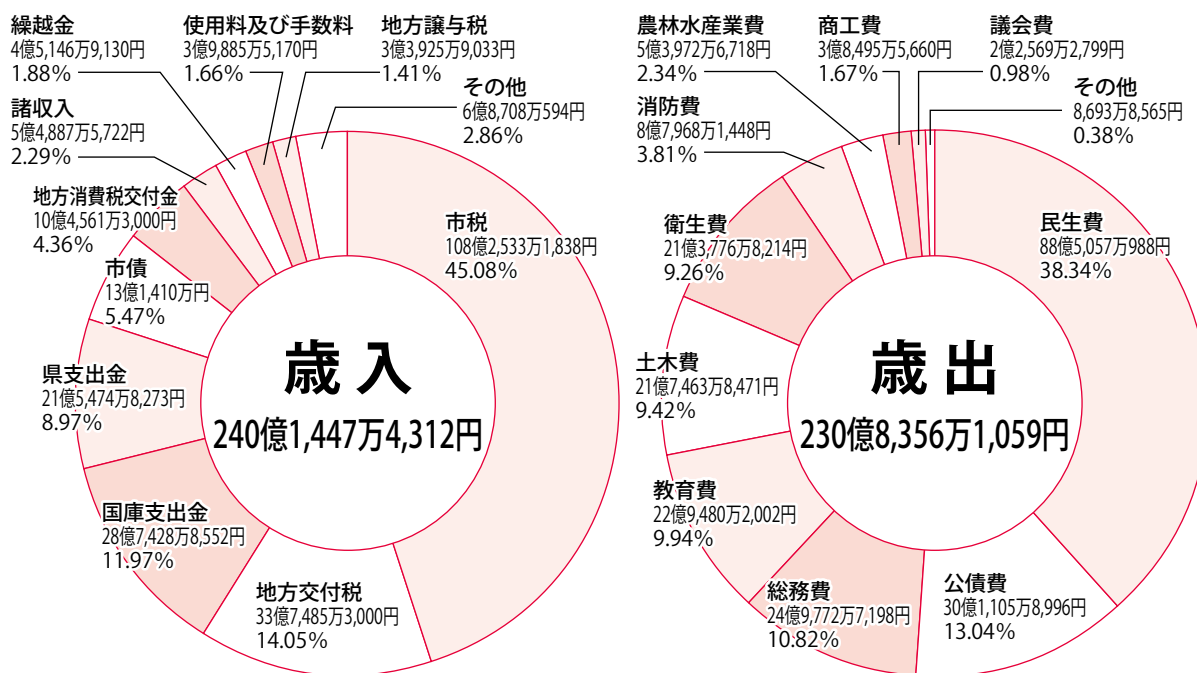 繰越金
4億5,146万9,130円
1.88%
使用料及び手数料
3億9,885万5,170円
1.66%
地方譲与税
3億3,925万9,033円
1.41%
その他
6億8,708万594円
2.86%
諸収入
5億4,887万5,722円
2.29%
地方消費税交付金
10億4,561万3,000円
4.36%
市債
13億1,410万円
5.47%
県支出金
21億5,474万8,273円
8.97%
国庫支出金
28億7,428万8,552円
11.97%
地方交付税
33億7,485万3,000円
14.05%
市税
108億2,533万1,838円
45.08%
歳入
240億1,447万4,312円
農林水産業費
5億3,972万6,718円
2.34%
商工費
3億8,495万5,660円
1.67%
議会費
2億2,569万2,799円
0.98%
その他
8,693万8,565円
0.38%
消防費
8億7,968万1,448円
3.81%
衛生費
21億3,776万8,214円
9.26%
土木費
21億7,463万8,471円
9.42%
教育費
22億9,480万2,002円
9.94%
総務費
24億9,772万7,198円
10.82%
公債費
30億1,105万8,996円
13.04%
民生費
88億5,057万988円
38.34%
歳出
230億8,356万1,059円